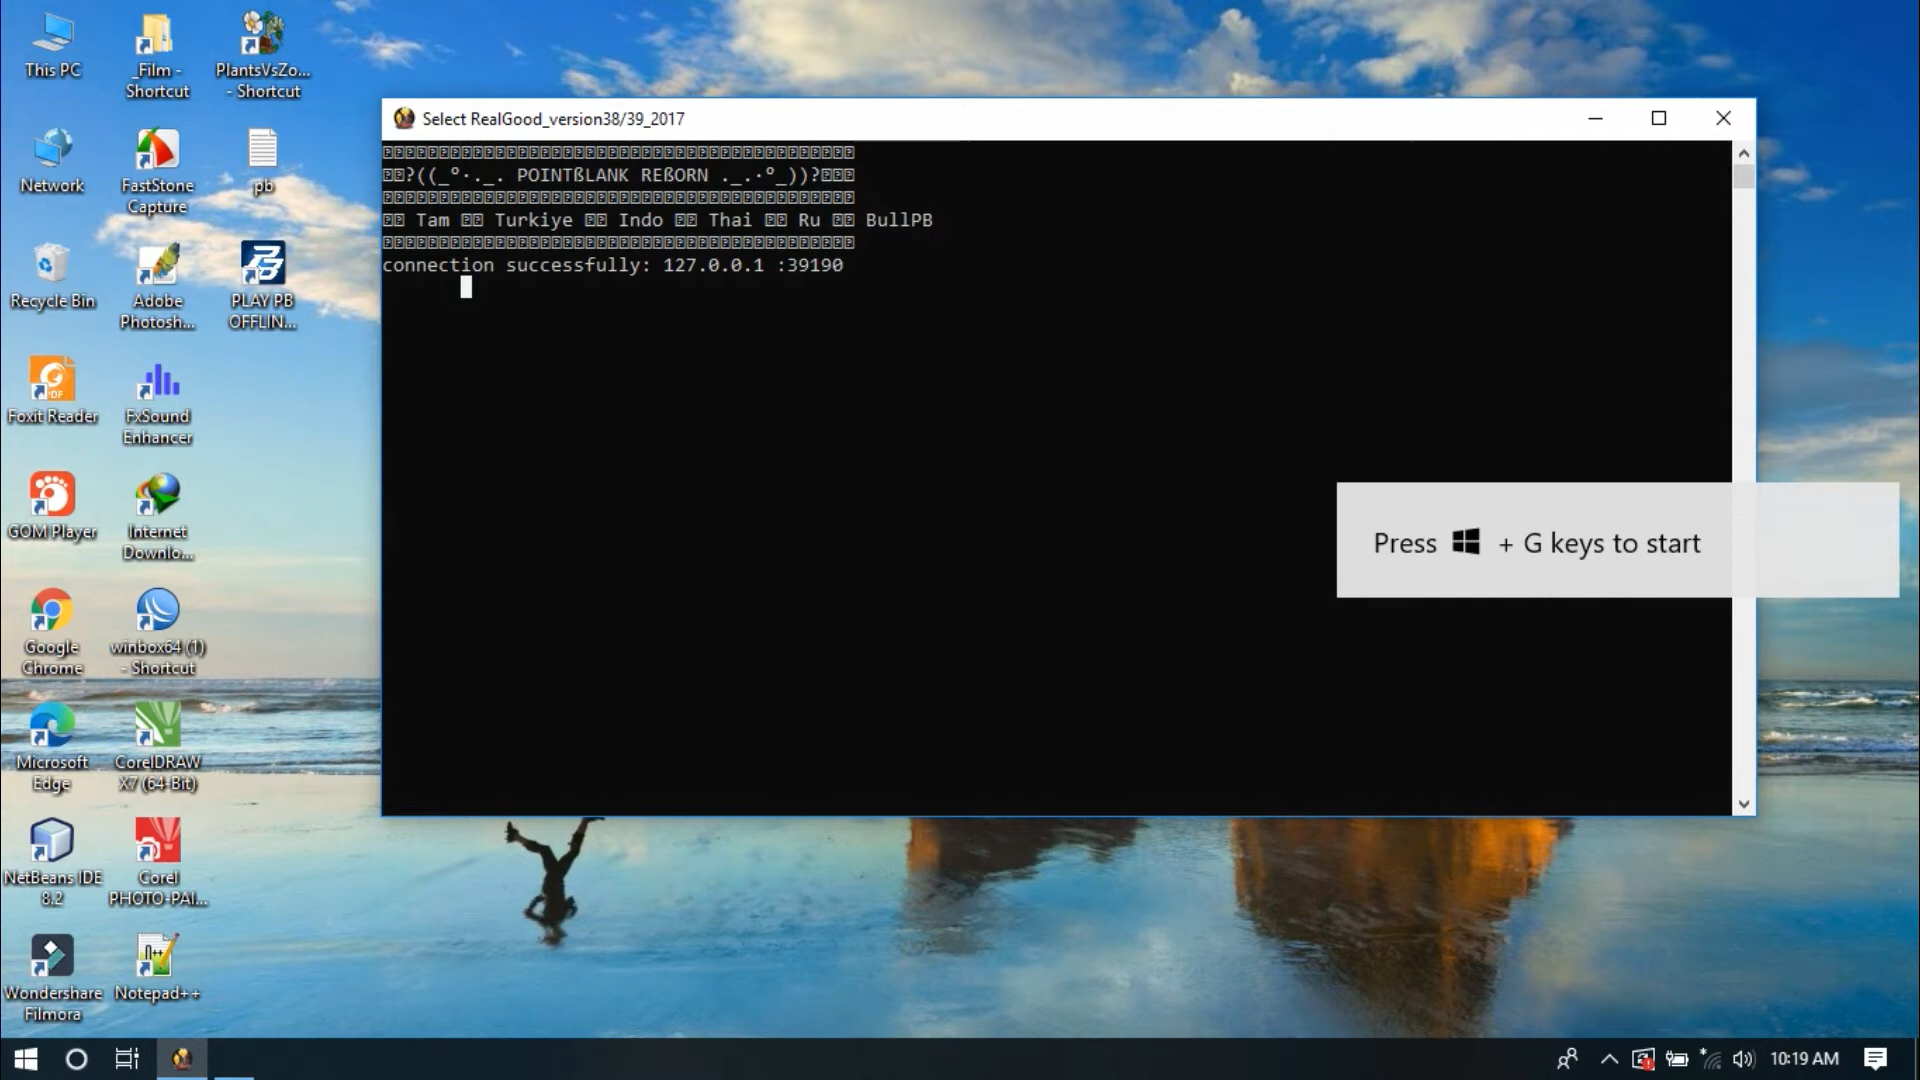 This PC
_Film -
Shortcut
PlantsVsZo...
- Shortcut
Network
FastStone
Capture
pb
Recycle Bin
Adobe
Photosh...
PLAY PB
OFFLIN...
Foxit Reader
FxSound
Enhancer
GOM Player
Internet
Downlo...
Google
Chrome
winbox64 (1)
- Shortcut
Microsoft
Edge
CorelDRAW
X7 (64-Bit)
NetBeans IDE
8.2
Corel
PHOTO-PAI...
Wondershare
Filmora
Notepad++
Select RealGood_version38/39_2017
?((_º·._. POINTßLANK REßORN ._.·º_))?
Tam Turkiye Indo Thai Ru BullPB
connection successfully: 127.0.0.1 :39190
Press + G keys to start
10:19 AM